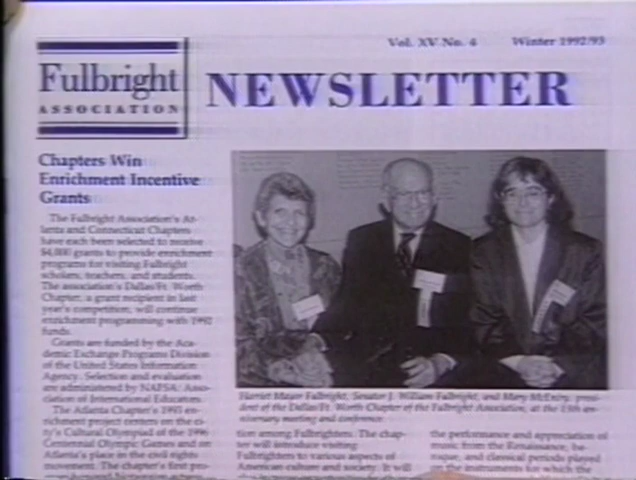 Vol. XV. No. 4 Winter 1992/93
Fulbright
ASSOCIATION
NEWSLETTER
Chapters Win
Enrichment Incentive
Grants
The Fulbright Association's At-
lanta and Connecticut Chapters
have each been selected to receive
$4,000 grants to provide enrichment
programs for visiting Fulbright
scholars, teachers, and students.
The association's Dallas/Ft. Worth
Chapter, a grant recipient in last
year's competition, will continue
enrichment programming with 1992
funds.
Grants are funded by the Aca-
demic Exchange Programs Division
of the United States Information
Agency. Selection and evaluation
are administered by NAFSA: Asso-
ciation of International Educators.
The Atlanta Chapter's 1993 en-
richment project centers on the ci-
ty's Cultural Olympiad of the 1996
Centennial Olympic Games and on
Atlanta's place in the civil rights
movement. The chapter's first pro-
Harriet Mayor Fulbright, Senator J. William Fulbright, and Mary McEntry, presi-
dent of the Dallas/Ft. Worth Chapter of the Fulbright Association, at the 15th an-
niversary meeting and conference
tion among Fulbrighters. The chap-
ter will introduce visiting
Fulbrighters to various aspects of
American culture and society. It will
the performance and appreciation of
music from the Renaissance, ba-
roque, and classical periods played
on the instruments for which the